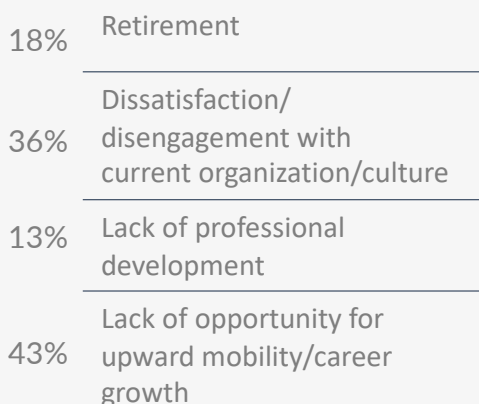 18% Retirement
Dissatisfaction/
36% disengagement with
current organization/culture
13% Lack of professional
development
Lack of opportunity for
43% upward mobility/career
growth